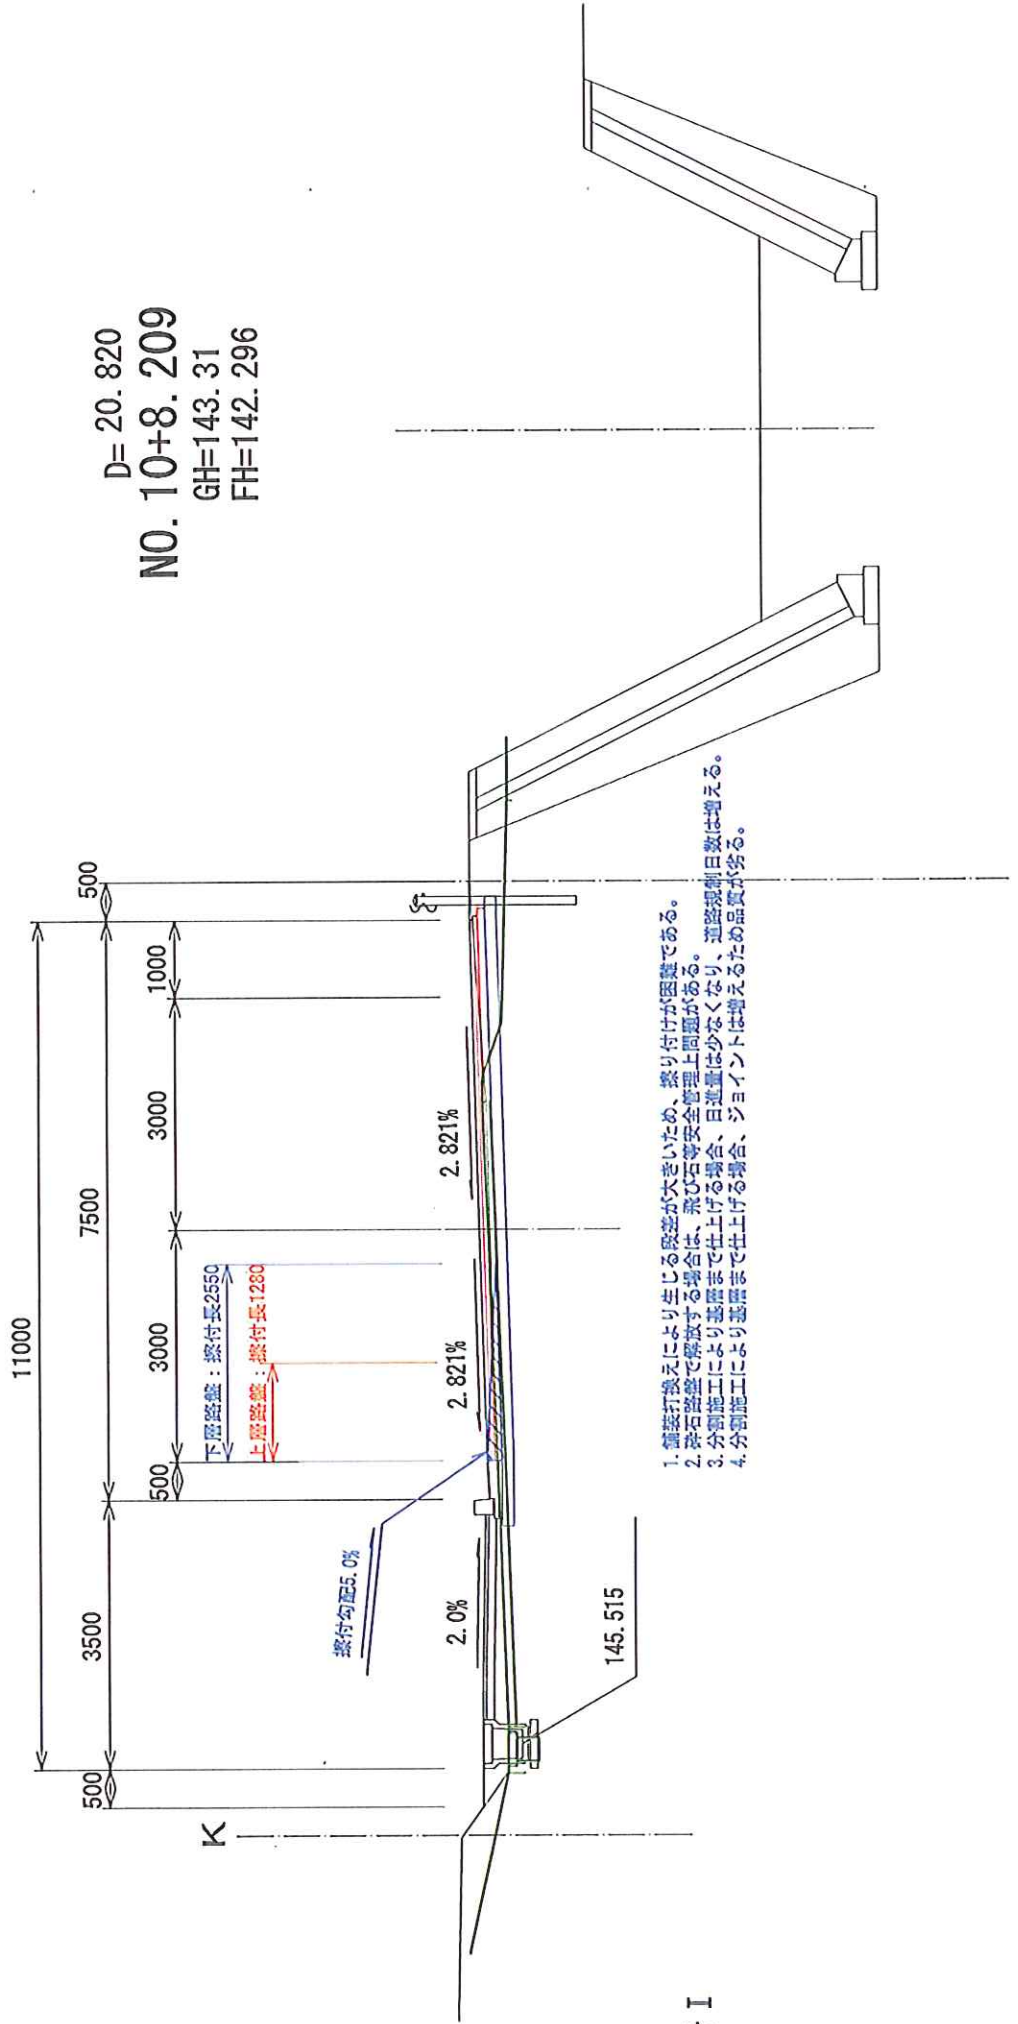 D= 20. 820
NO. 10+8. 209
GH=143. 31
FH=142. 296
11000
500
3500
7500
500
500
3000
3000
1000
下層路盤：擦付長2550
上層路盤：擦付長1280
擦付勾配5.0%
2.0%
2.821%
2.821%
K
145.515
1. 舗装打換えにより生じる段差が大きいため、擦り付けが困難である。
2. 砕石路盤で解放する場合は、飛び石等安全管理上問題がある。
3. 分割施工により基層まで仕上げる場合、日進量は少なくなり、道路規制日数は増える。
4. 分割施工により基層まで仕上げる場合、ジョイントは増えるため品質が劣る。